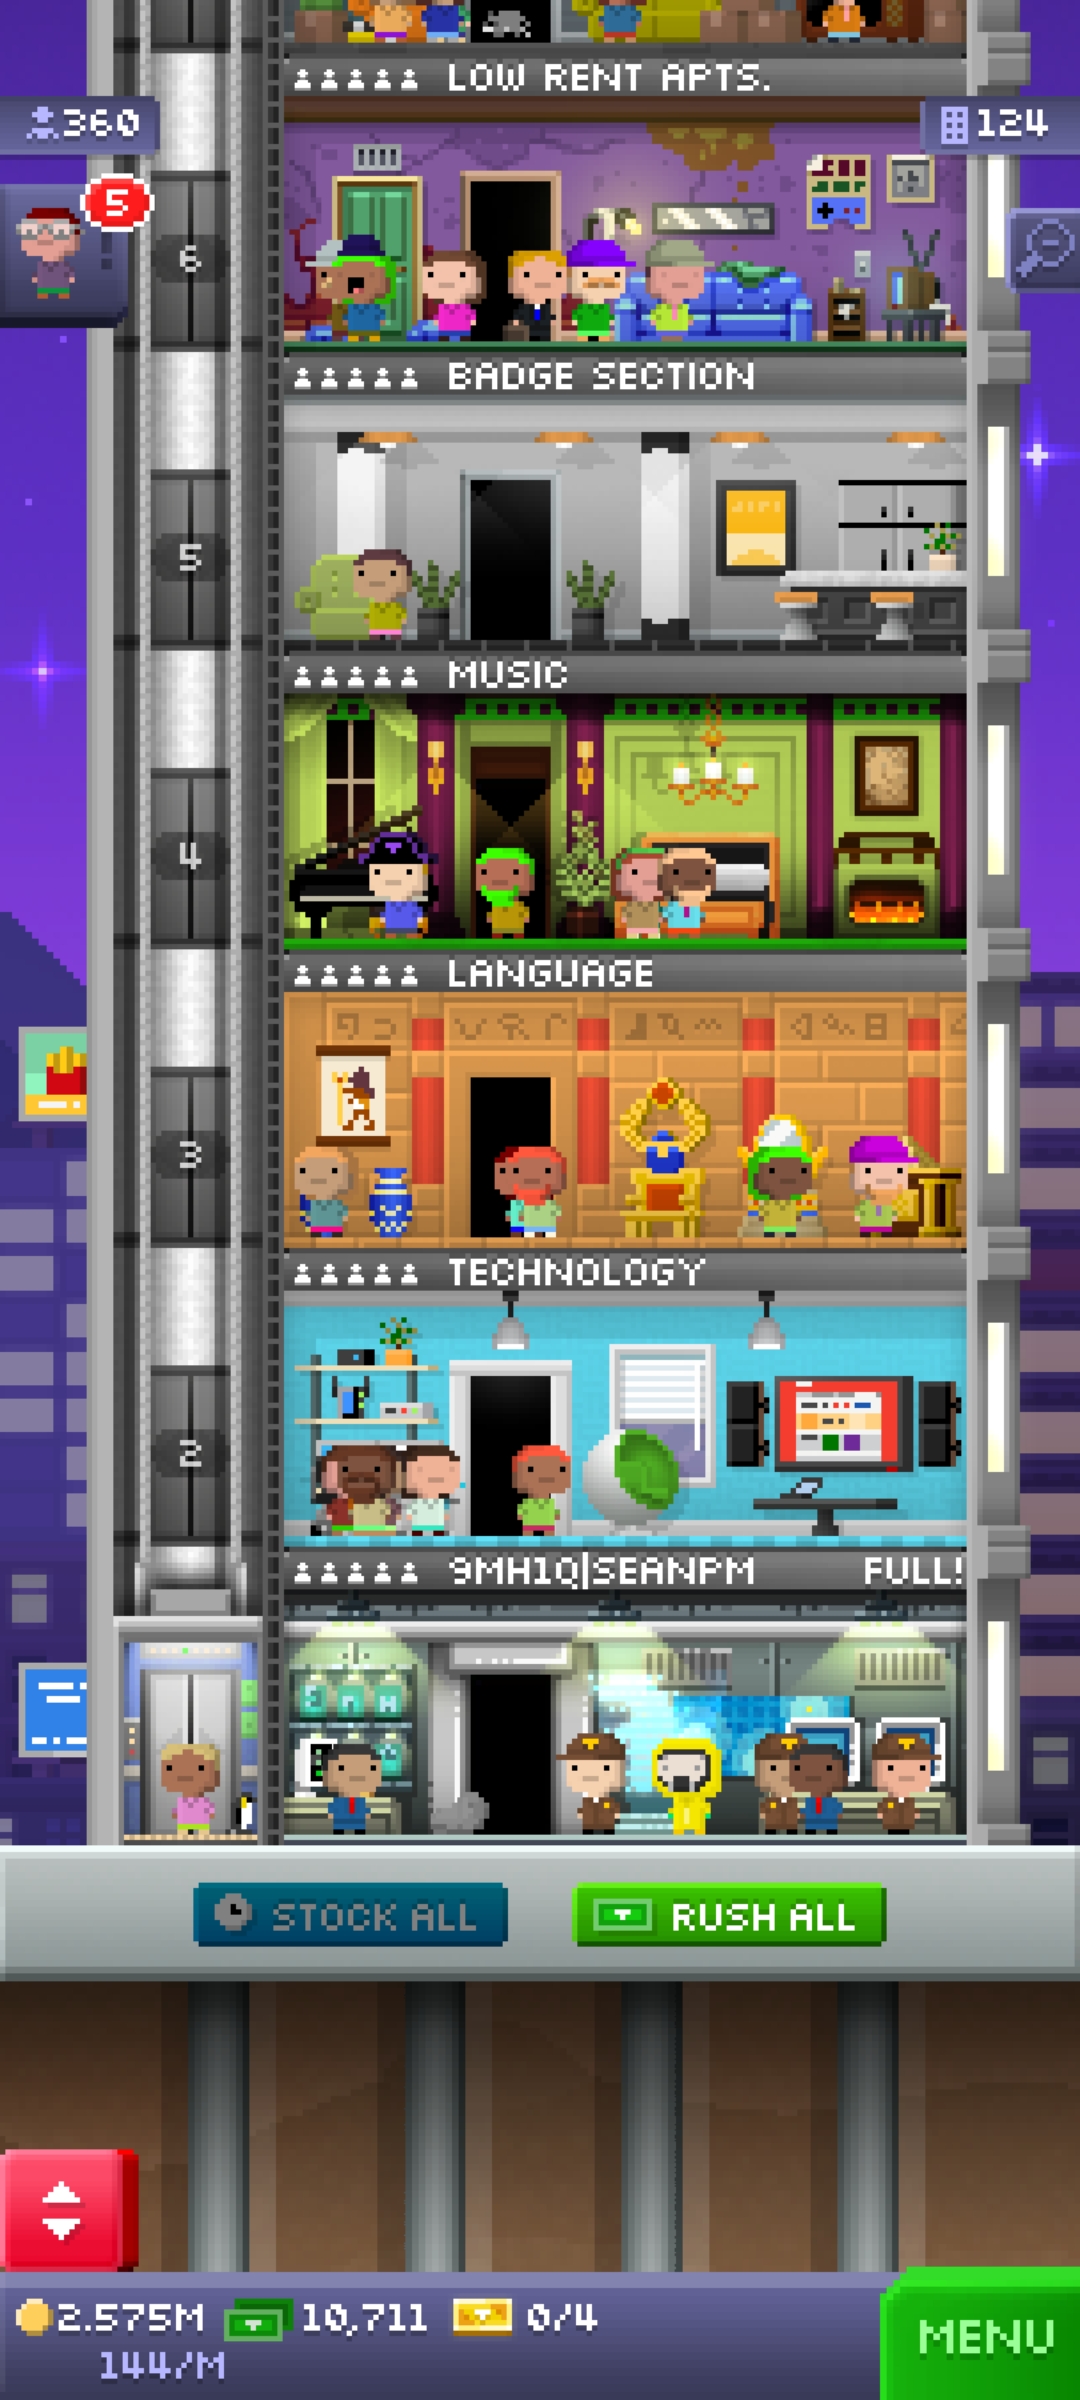 LOW RENT APTS.
360
124
5
6
BADGE SECTION
5
MUSIC
4
LANGUAGE
3
TECHNOLOGY
2
9MH1Q|SEANPM FULL!
STOCK ALL
RUSH ALL
2.575M
10,711
0/4
144/M
MENU